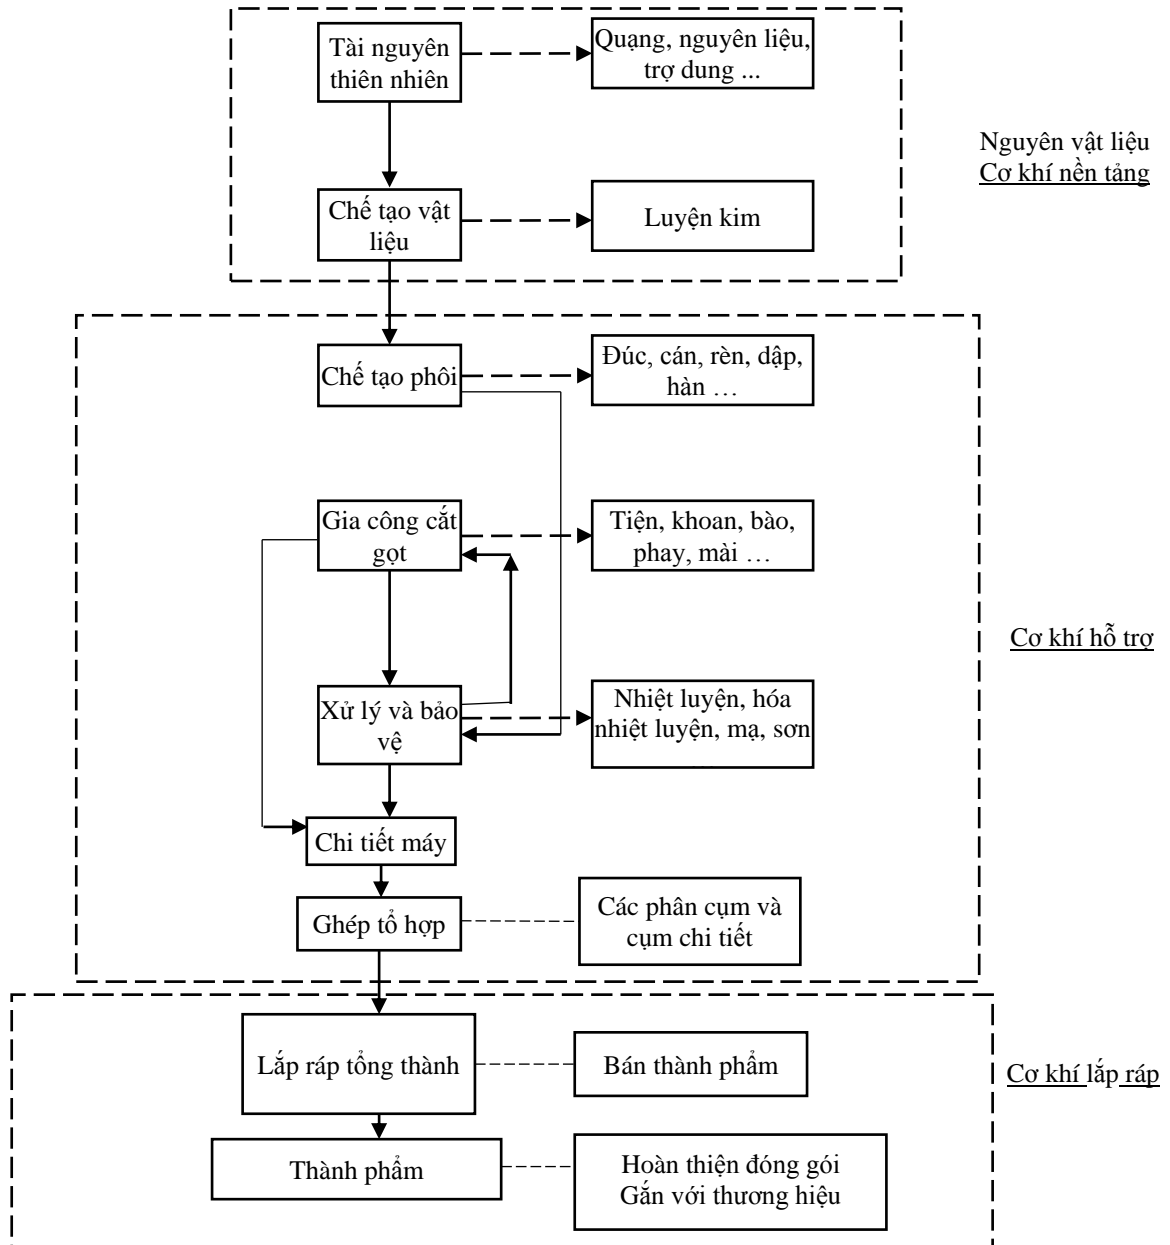 Tài nguyên
thiên nhiên
Quạng, nguyên liệu,
trợ dung ...
Nguyên vật liệu
Cơ khí nền tảng
Chế tạo vật
liệu
Luyện kim
Chế tạo phôi
Đúc, cán, rèn, dập,
hàn …
Gia công cắt
gọt
Tiện, khoan, bào,
phay, mài …
Cơ khí hỗ trợ
Xử lý và bảo
vệ
Nhiệt luyện, hóa
nhiệt luyện, mạ, sơn
Chi tiết máy
Ghép tổ hợp
Các phân cụm và
cụm chi tiết
Lắp ráp tổng thành
Bán thành phẩm
Cơ khí lắp ráp
Thành phẩm
Hoàn thiện đóng gói
Gắn với thương hiệu